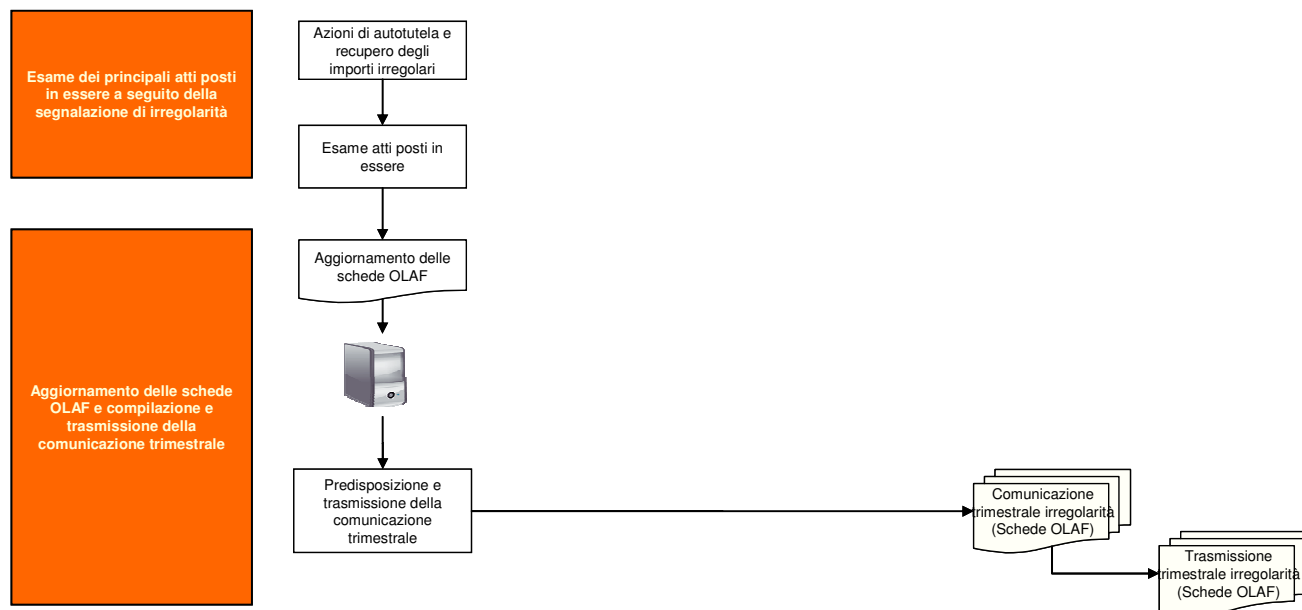 Esame dei principali atti posti
in essere a seguito della
segnalazione di irregolarità
Azioni di autotutela e
recupero degli
importi irregolari
Esame atti posti in
essere
Aggiornamento delle
schede OLAF
Aggiornamento delle schede
OLAF e compilazione e
trasmissione della
comunicazione trimestrale
Predisposizione e
trasmissione della
comunicazione
trimestrale
Comunicazione
trimestrale irregolarità
(Schede OLAF)
Trasmissione
trimestrale irregolarità
(Schede OLAF)